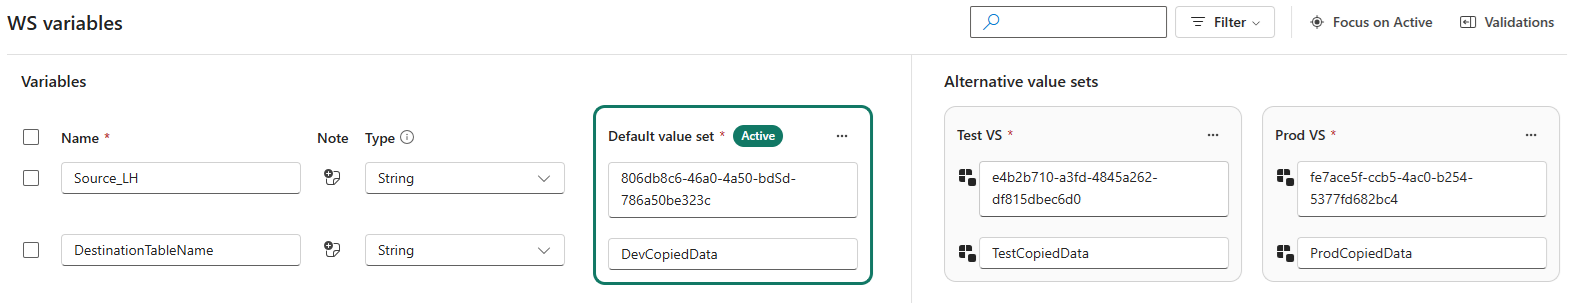 WS variables
Filter
Focus on Active
Validations
Variables
Alternative value sets
Name *
Note
Type
Default value set * Active
...
Test VS *
...
Prod VS *
...
Source_LH
String
806db8c6-46a0-4a50-bdSd-
786a50be323c
e4b2b710-a3fd-4845a262-
df815dbec6d0
fe7ace5f-ccb5-4ac0-b254-
5377fd682bc4
DestinationTableName
String
DevCopiedData
TestCopiedData
ProdCopiedData